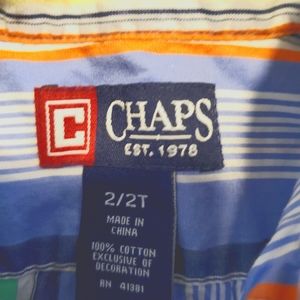 C CHAPS
EST. 1978
2/2T
MADE IN
CHINA
100% COTTON
EXCLUSIVE OF
DECORATION
RN 41381